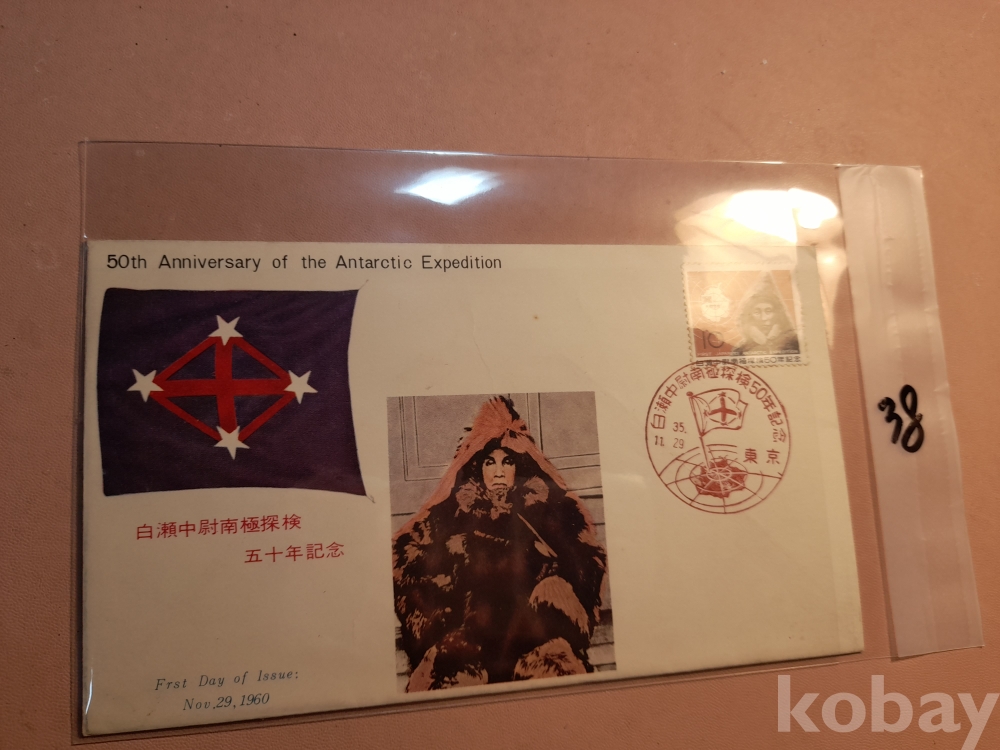 50th Anniversary of the Antarctic Expedition
10
白瀬中尉南極探検50年記念
35.
11. 29
東京
白瀬中尉南極探検
五十年記念
Frst Day of Issue:
Nov.29,1960
38
kobay